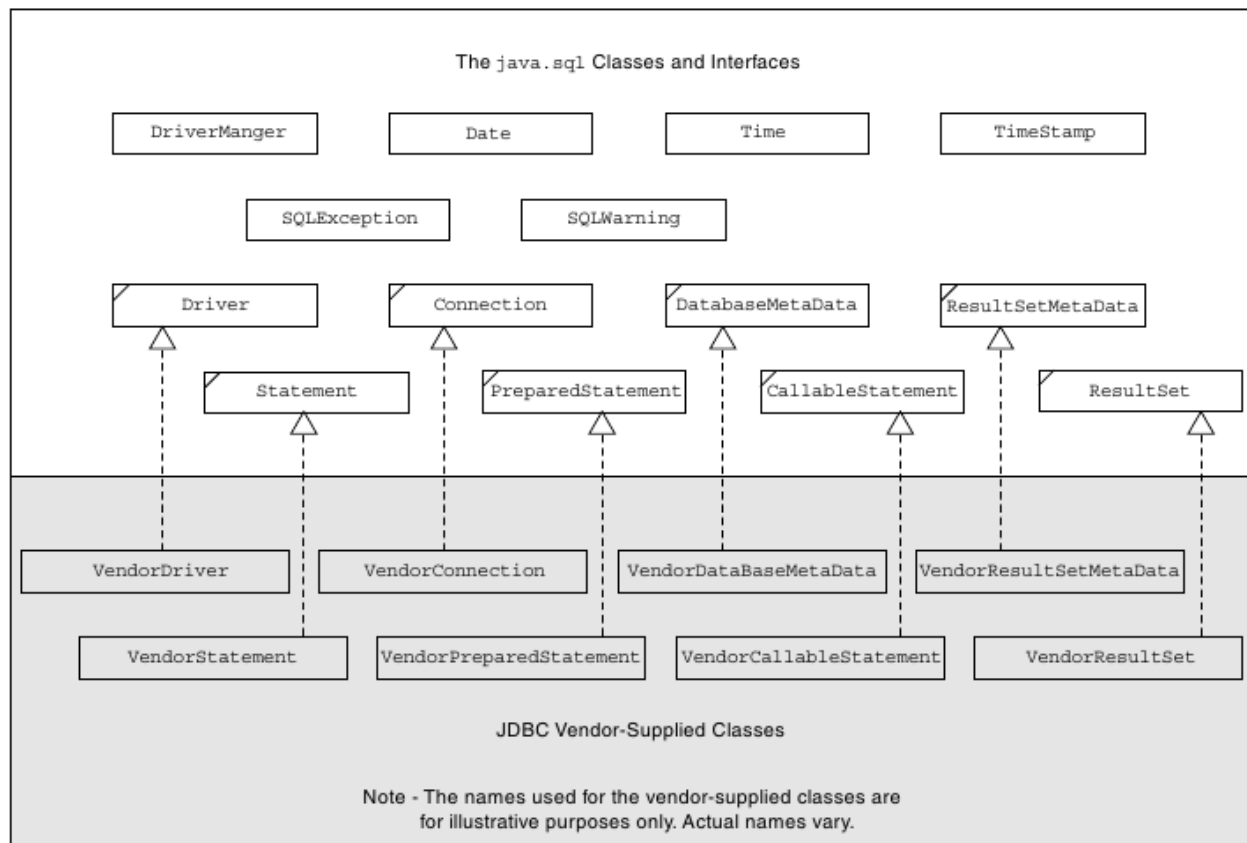 The java.sql Classes and Interfaces
DriverManger
Date
Time
TimeStamp
SQLException
SQLWarning
Driver
Connection
DatabaseMetaData
ResultSetMetaData
Statement
PreparedStatement
CallableStatement
ResultSet
VendorDriver
VendorConnection
VendorDataBaseMetaData
VendorResultSetMetaData
VendorStatement
VendorPreparedStatement
VendorCallableStatement
VendorResultSet
JDBC Vendor-Supplied Classes
Note - The names used for the vendor-supplied classes are
for illustrative purposes only. Actual names vary.